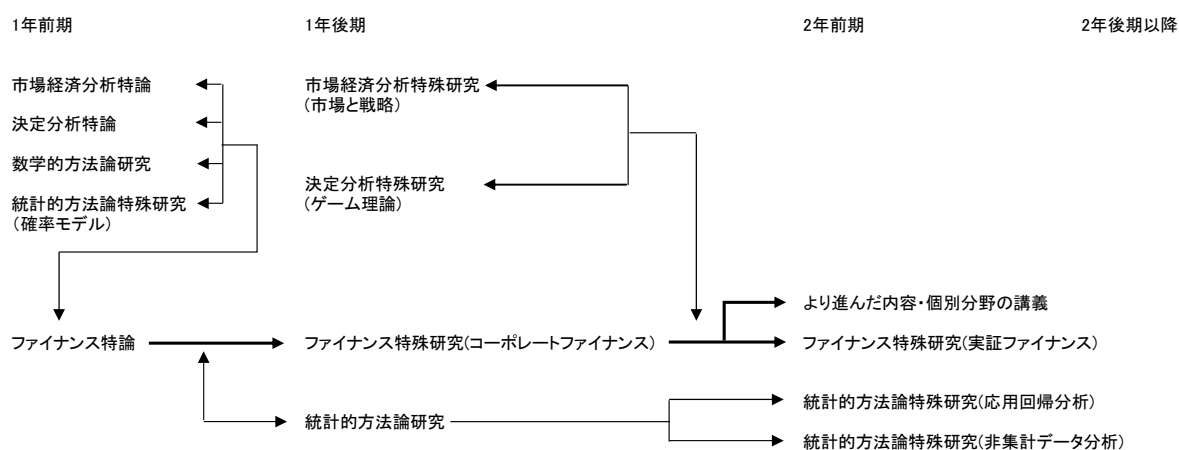 1年前期
1年後期
2年前期
2年後期以降
市場経済分析特論
決定分析特論
数学的方法論研究
統計的方法論特殊研究
(確率モデル)
市場経済分析特殊研究
(市場と戦略)
決定分析特殊研究
(ゲーム理論)
より進んだ内容・個別分野の講義
ファイナンス特論
ファイナンス特殊研究(コーポレートファイナンス)
ファイナンス特殊研究(実証ファイナンス)
統計的方法論研究
統計的方法論特殊研究(応用回帰分析)
統計的方法論特殊研究(非集計データ分析)